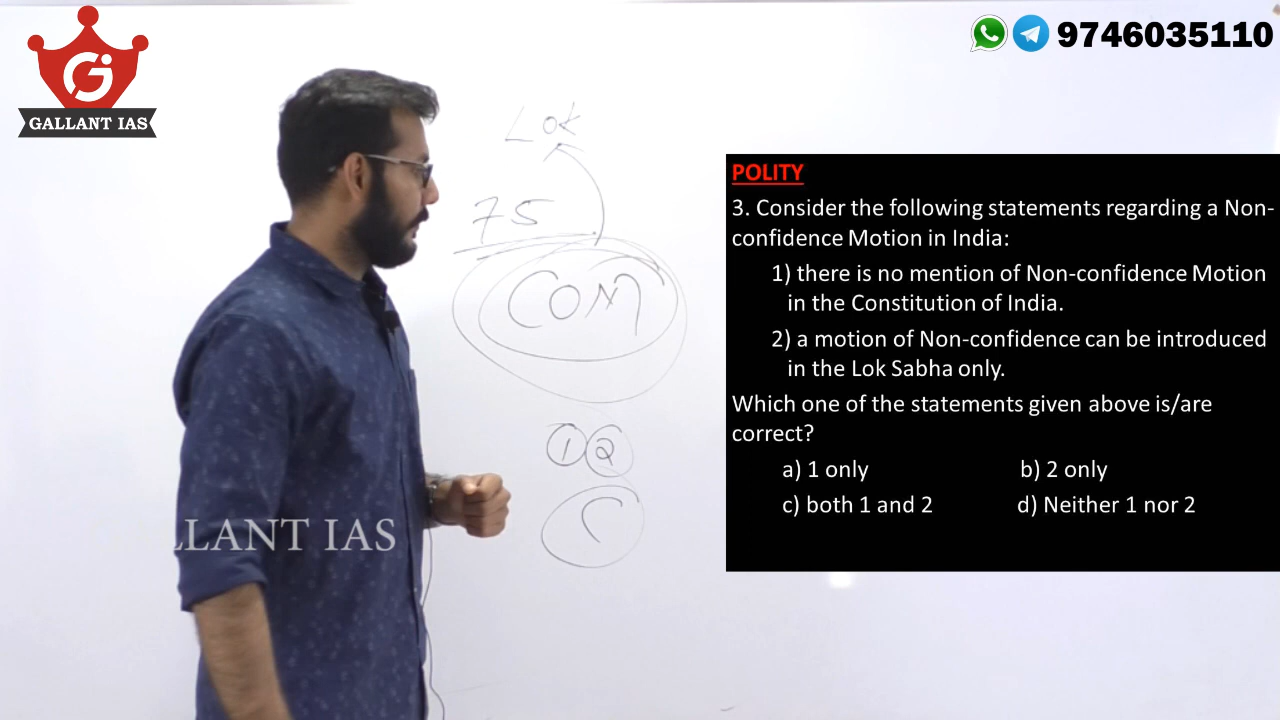 GALLANT IAS
9746035110
Lok
75
COM
1 2
C
LLANT IAS
POLITY
3. Consider the following statements regarding a Non-
confidence Motion in India:
1) there is no mention of Non-confidence Motion
in the Constitution of India.
2) a motion of Non-confidence can be introduced
in the Lok Sabha only.
Which one of the statements given above is/are
correct?
a) 1 only b) 2 only
c) both 1 and 2 d) Neither 1 nor 2